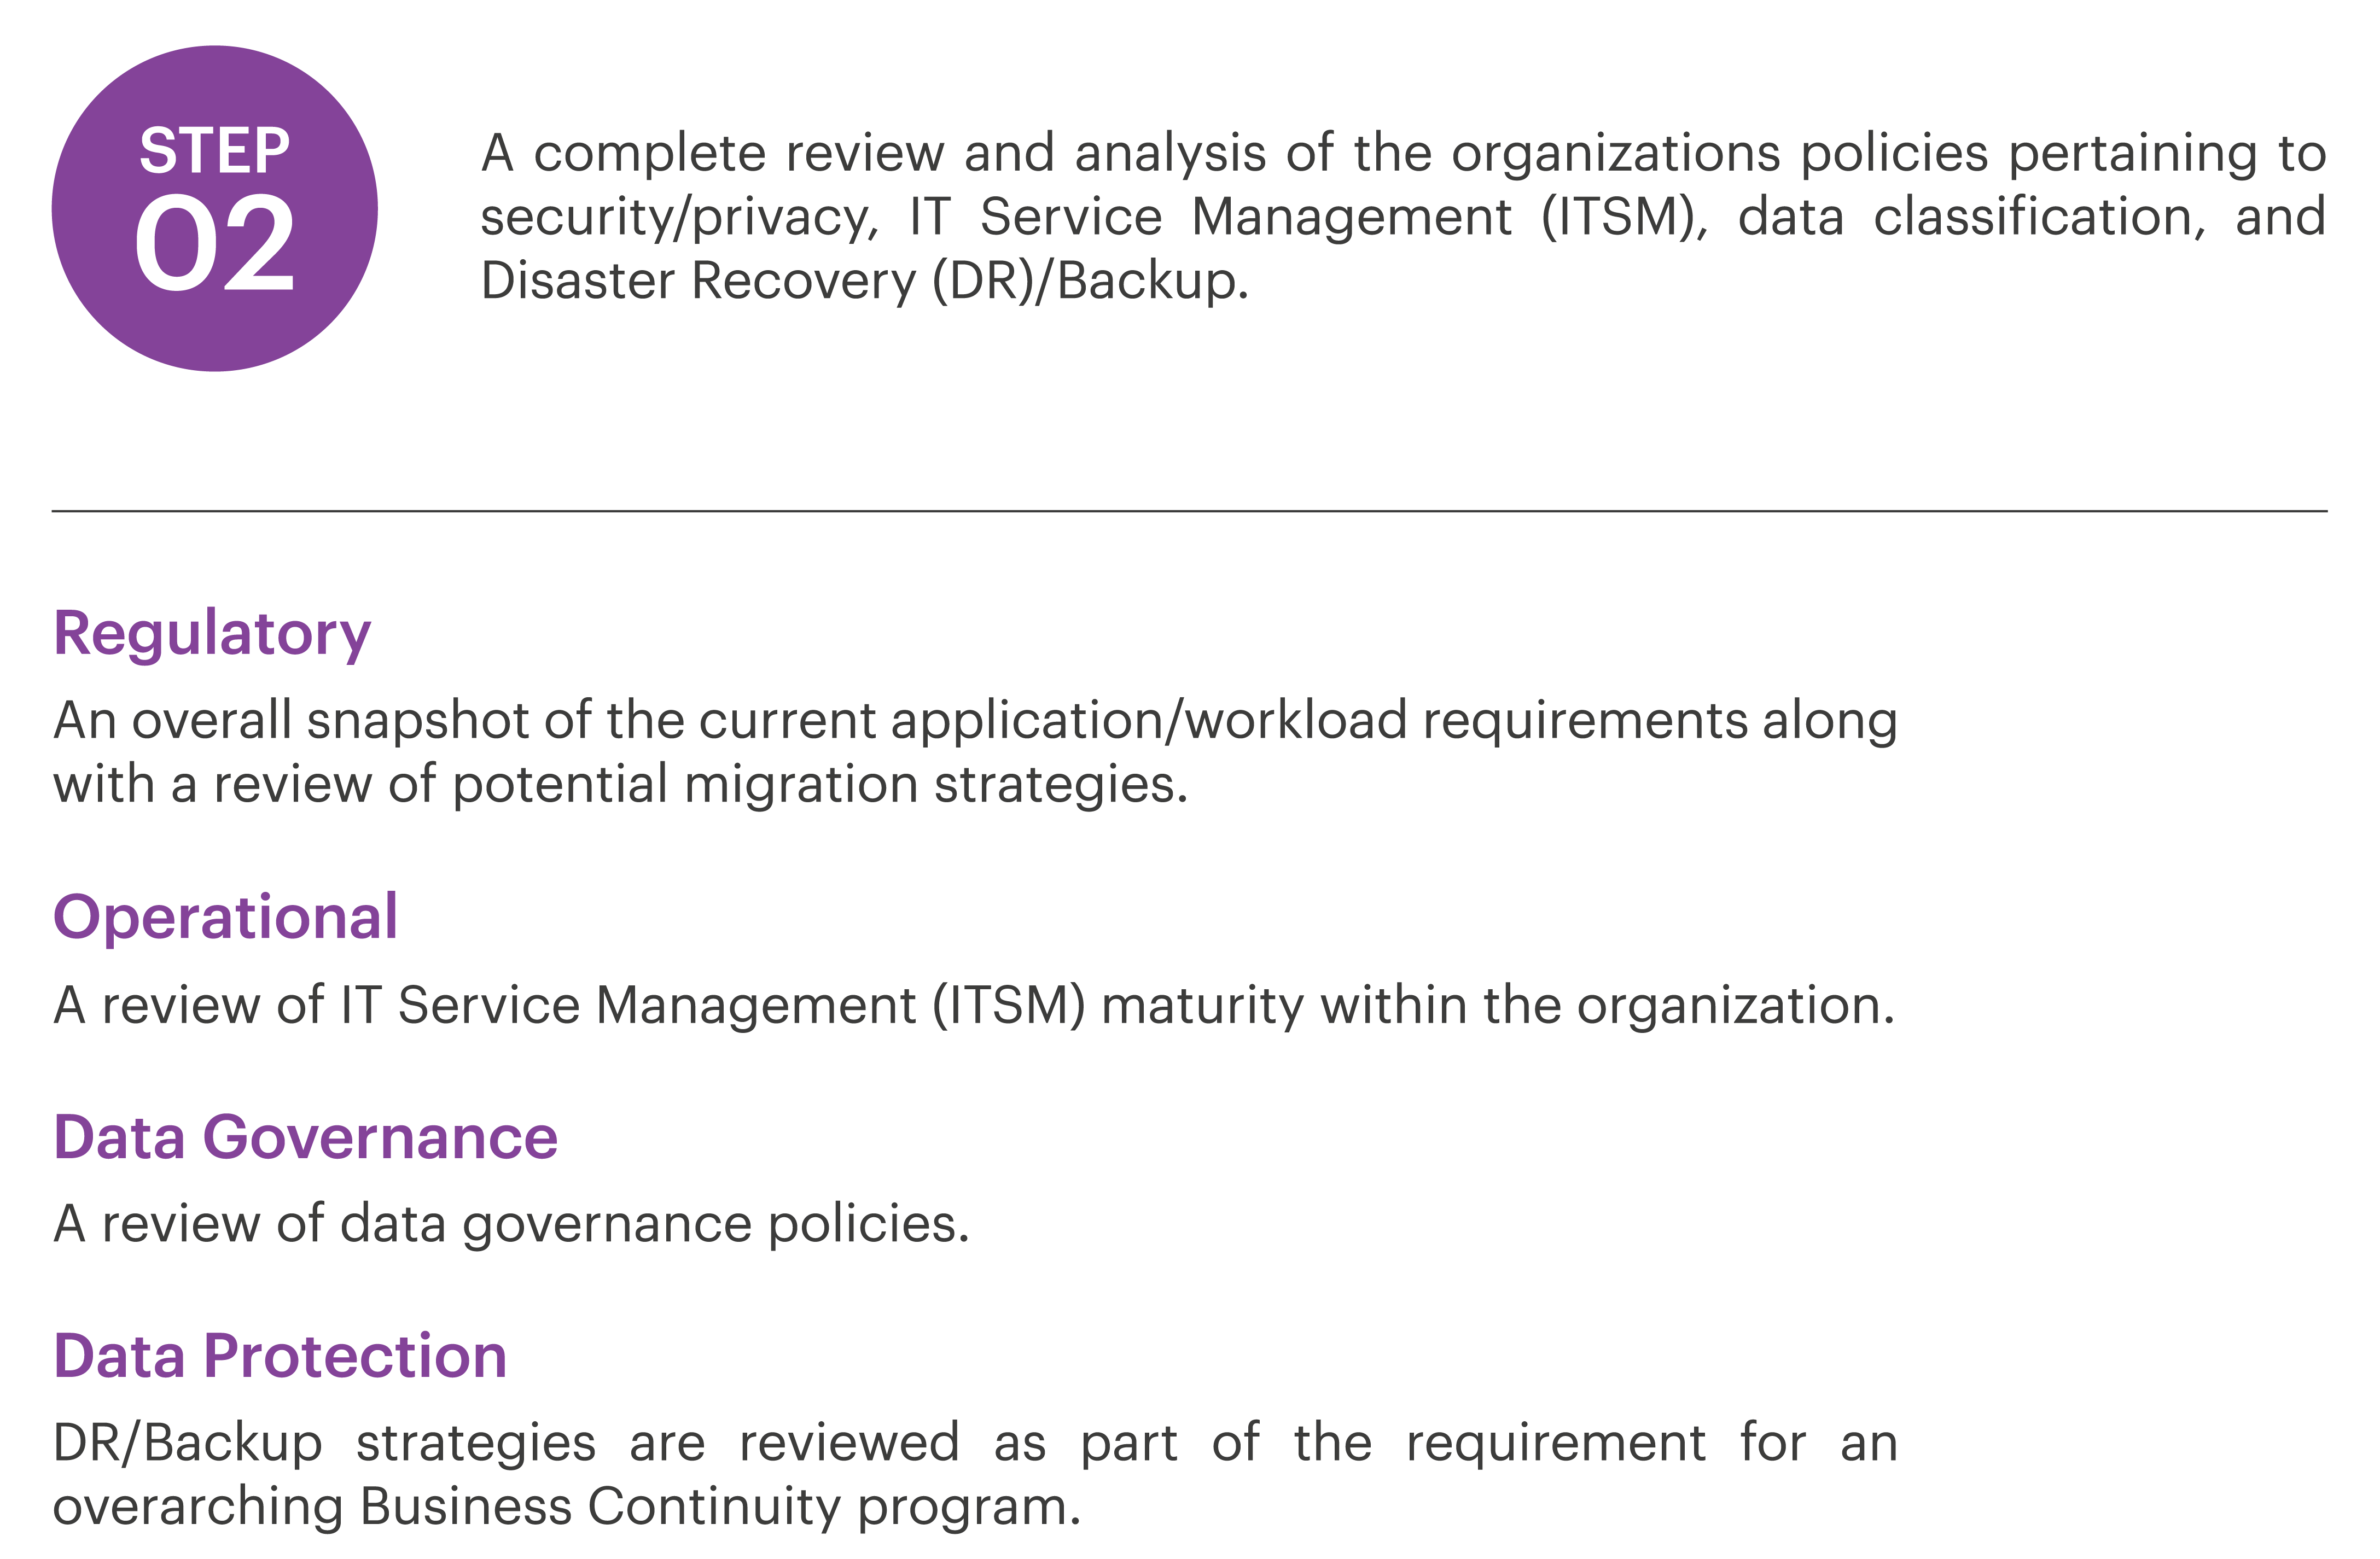 STEP
02
A complete review and analysis of the organizations policies pertaining to
security/privacy, IT Service Management (ITSM), data classification, and
Disaster Recovery (DR)/Backup.
Regulatory
An overall snapshot of the current application/workload requirements along
with a review of potential migration strategies.
Operational
A review of IT Service Management (ITSM) maturity within the organization.
Data Governance
A review of data governance policies.
Data Protection
DR/Backup strategies are reviewed as part of the requirement for an
overarching Business Continuity program.